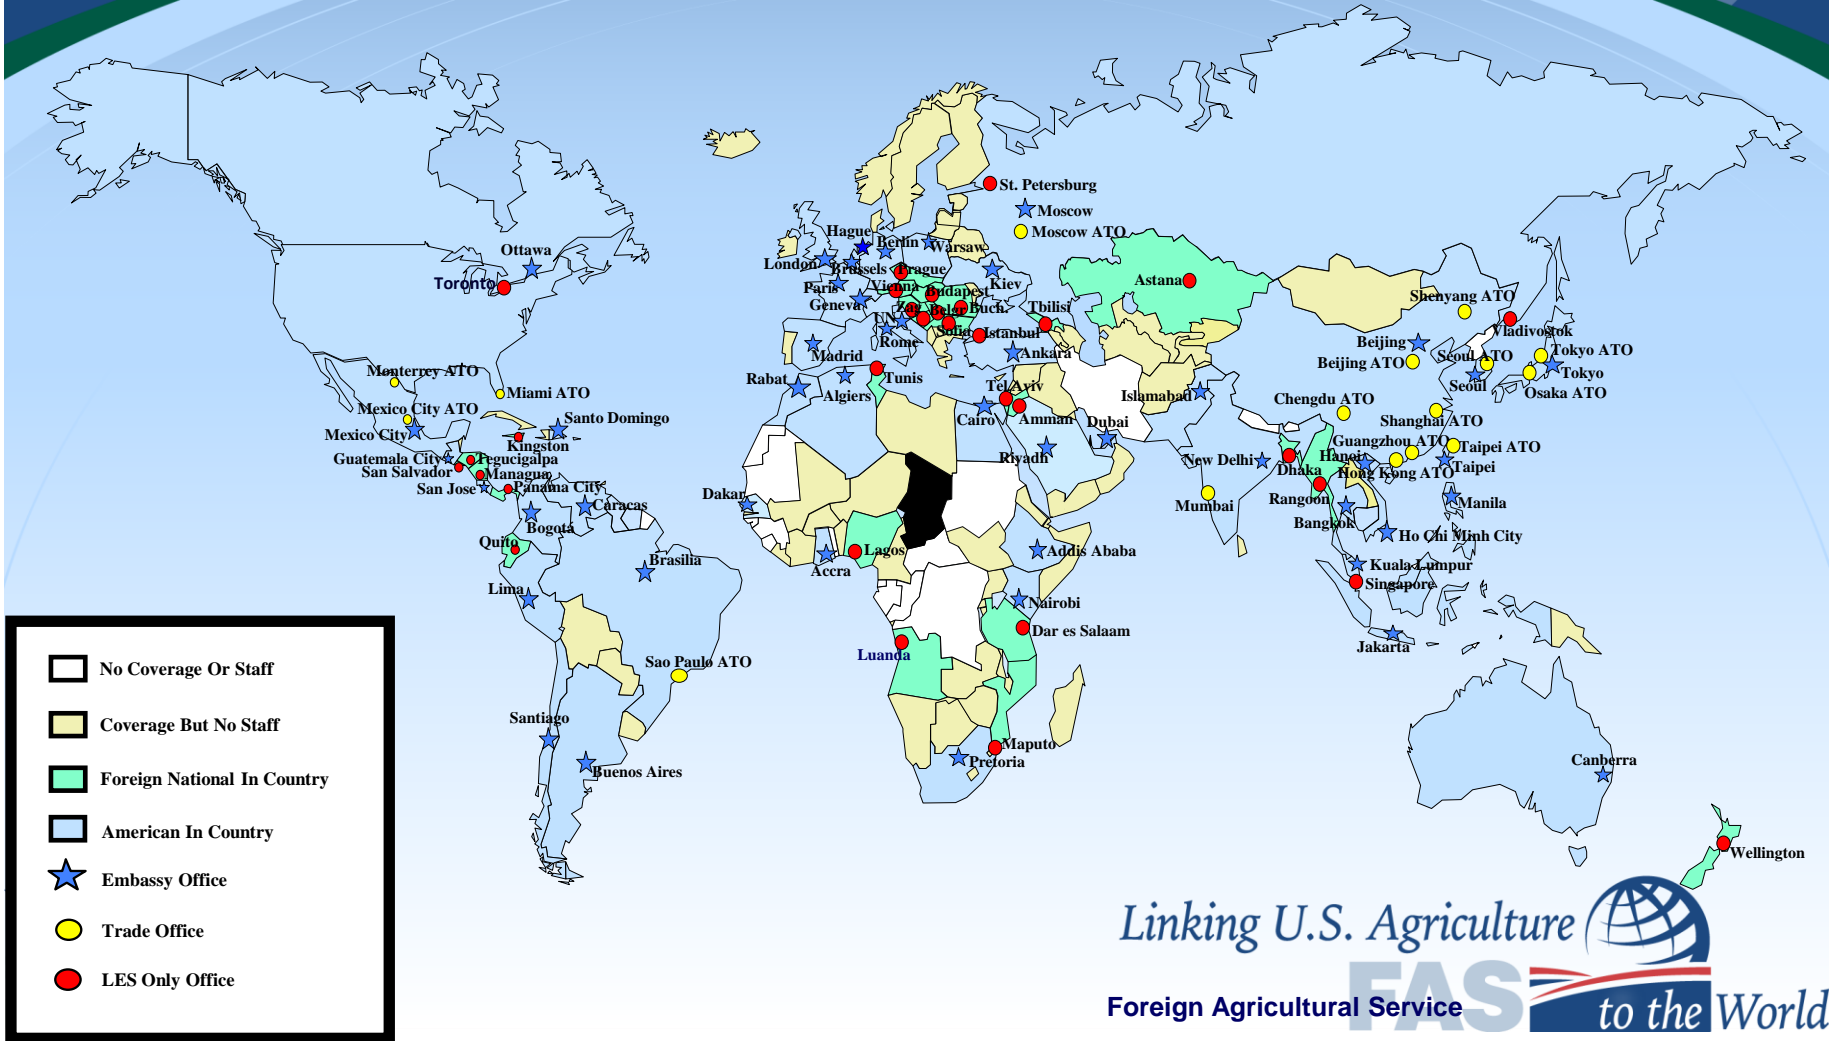 St. Petersburg
Moscow
Moscow ATO
Hague
Berlin
Warsaw
London
Brussels
Prague
Paris
Vienna
Budapest
Geneva
Kiev
Zag
Belgr
Buch.
Tbilisi
UN
Sofia
Istanbul
Rome
Madrid
Ankara
Astana
Ottawa
Toronto
Shenyang ATO
Vladivostok
Beijing
Beijing ATO
Seoul ATO
Seoul
Tokyo ATO
Tokyo
Osaka ATO
Monterrey ATO
Miami ATO
Mexico City ATO
Mexico City
Santo Domingo
Kingston
Guatemala City
Tegucigalpa
San Salvador
Managua
San Jose
Panama City
Caracas
Bogotá
Quito
Brasilia
Lima
Sao Paulo ATO
Santiago
Buenos Aires
Rabat
Algiers
Tunis
Tel Aviv
Amman
Cairo
Dubai
Riyadh
Islamabad
New Delhi
Mumbai
Chengdu ATO
Shanghai ATO
Guangzhou ATO
Taipei ATO
Hanoi
Hong Kong ATO
Taipei
Dhaka
Rangoon
Bangkok
Manila
Ho Chi Minh City
Kuala Lumpur
Singapore
Jakarta
Dakar
Accra
Lagos
Addis Ababa
Nairobi
Dar es Salaam
Luanda
Maputo
Pretoria
Canberra
Wellington
No Coverage Or Staff
Coverage But No Staff
Foreign National In Country
American In Country
Embassy Office
Trade Office
LES Only Office
Linking U.S. Agriculture
FAS
Foreign Agricultural Service
to the World